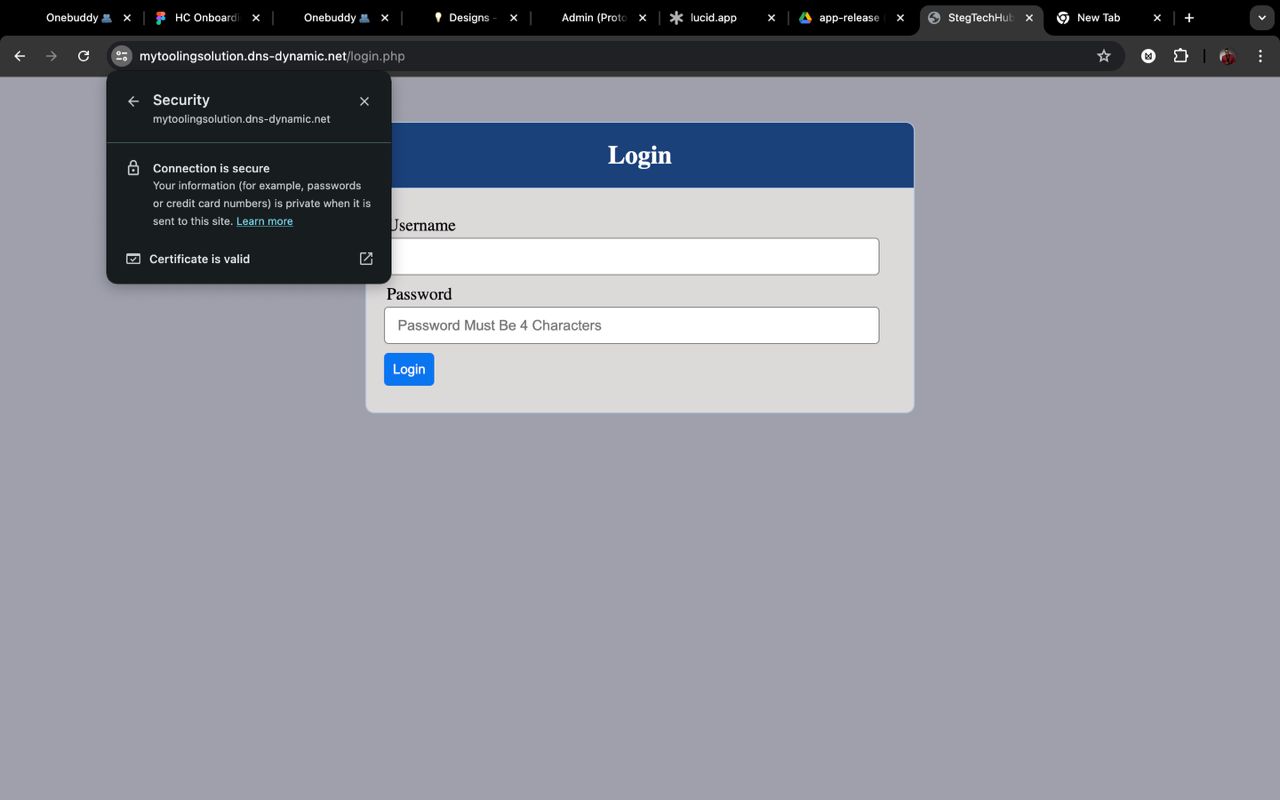 Onebuddy
HC Onboardi
Onebuddy
Designs -
Admin (Proto
lucid.app
app-release
StegTechHub
New Tab
mytoolingsolution.dns-dynamic.net/login.php
Security
mytoolingsolution.dns-dynamic.net
Connection is secure
Your information (for example, passwords
or credit card numbers) is private when it is
sent to this site. Learn more
Certificate is valid
Login
Username
Password
Password Must Be 4 Characters
Login